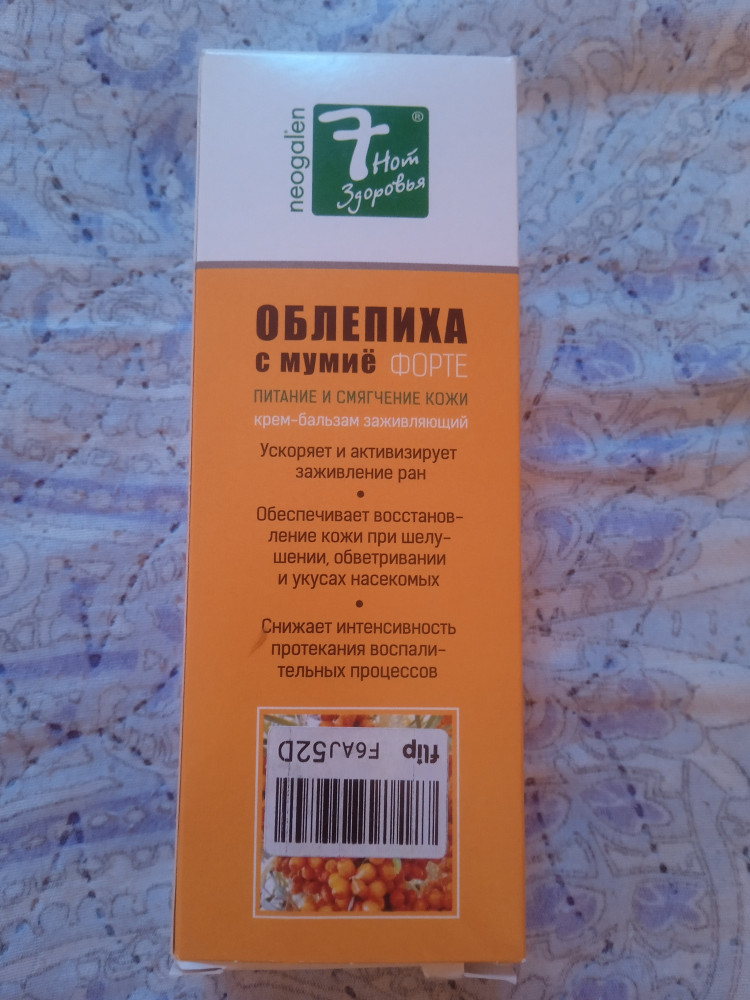 neogalen
7 Нот
Здоровья
®
ОБЛЕПИХА
с мумиё ФОРТЕ
ПИТАНИЕ И СМЯГЧЕНИЕ КОЖИ
крем-бальзам заживляющий
Ускоряет и активизирует
заживление ран
•
Обеспечивает восстанов-
ление кожи при шелу-
шении, обветривании
и укусах насекомых
•
Снижает интенсивность
протекания воспали-
тельных процессов
flip F6AJ52D